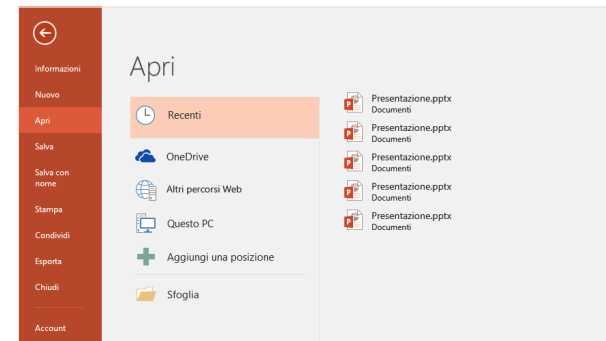 Informazioni
Nuovo
Apri
Salva
Salva con
nome
Stampa
Condividi
Esporta
Chiudi
Account
Apri
Recenti
OneDrive
Altri percorsi Web
Questo PC
Aggiungi una posizione
Sfoglia
Presentazione.pptx
Documenti
Presentazione.pptx
Documenti
Presentazione.pptx
Documenti
Presentazione.pptx
Documenti
Presentazione.pptx
Documenti